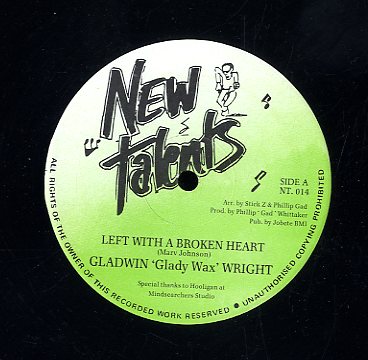 New
Talents
SIDE A
NT. 014
Arr. by Stick Z & Phillip Gad
Prod. by Phillip "Gad" Whittaker
Pub. by Jobete BMI
LEFT WITH A BROKEN HEART
(Marv Johnson)
GLADWIN ‘Glady Wax’ WRIGHT
Special thanks to Hooligan at
Mindsearchers Studio
ALL RIGHTS OF THE OWNER OF THIS RECORDED WORK RESERVED ● UNAUTHORISED COPYING PROHIBITED